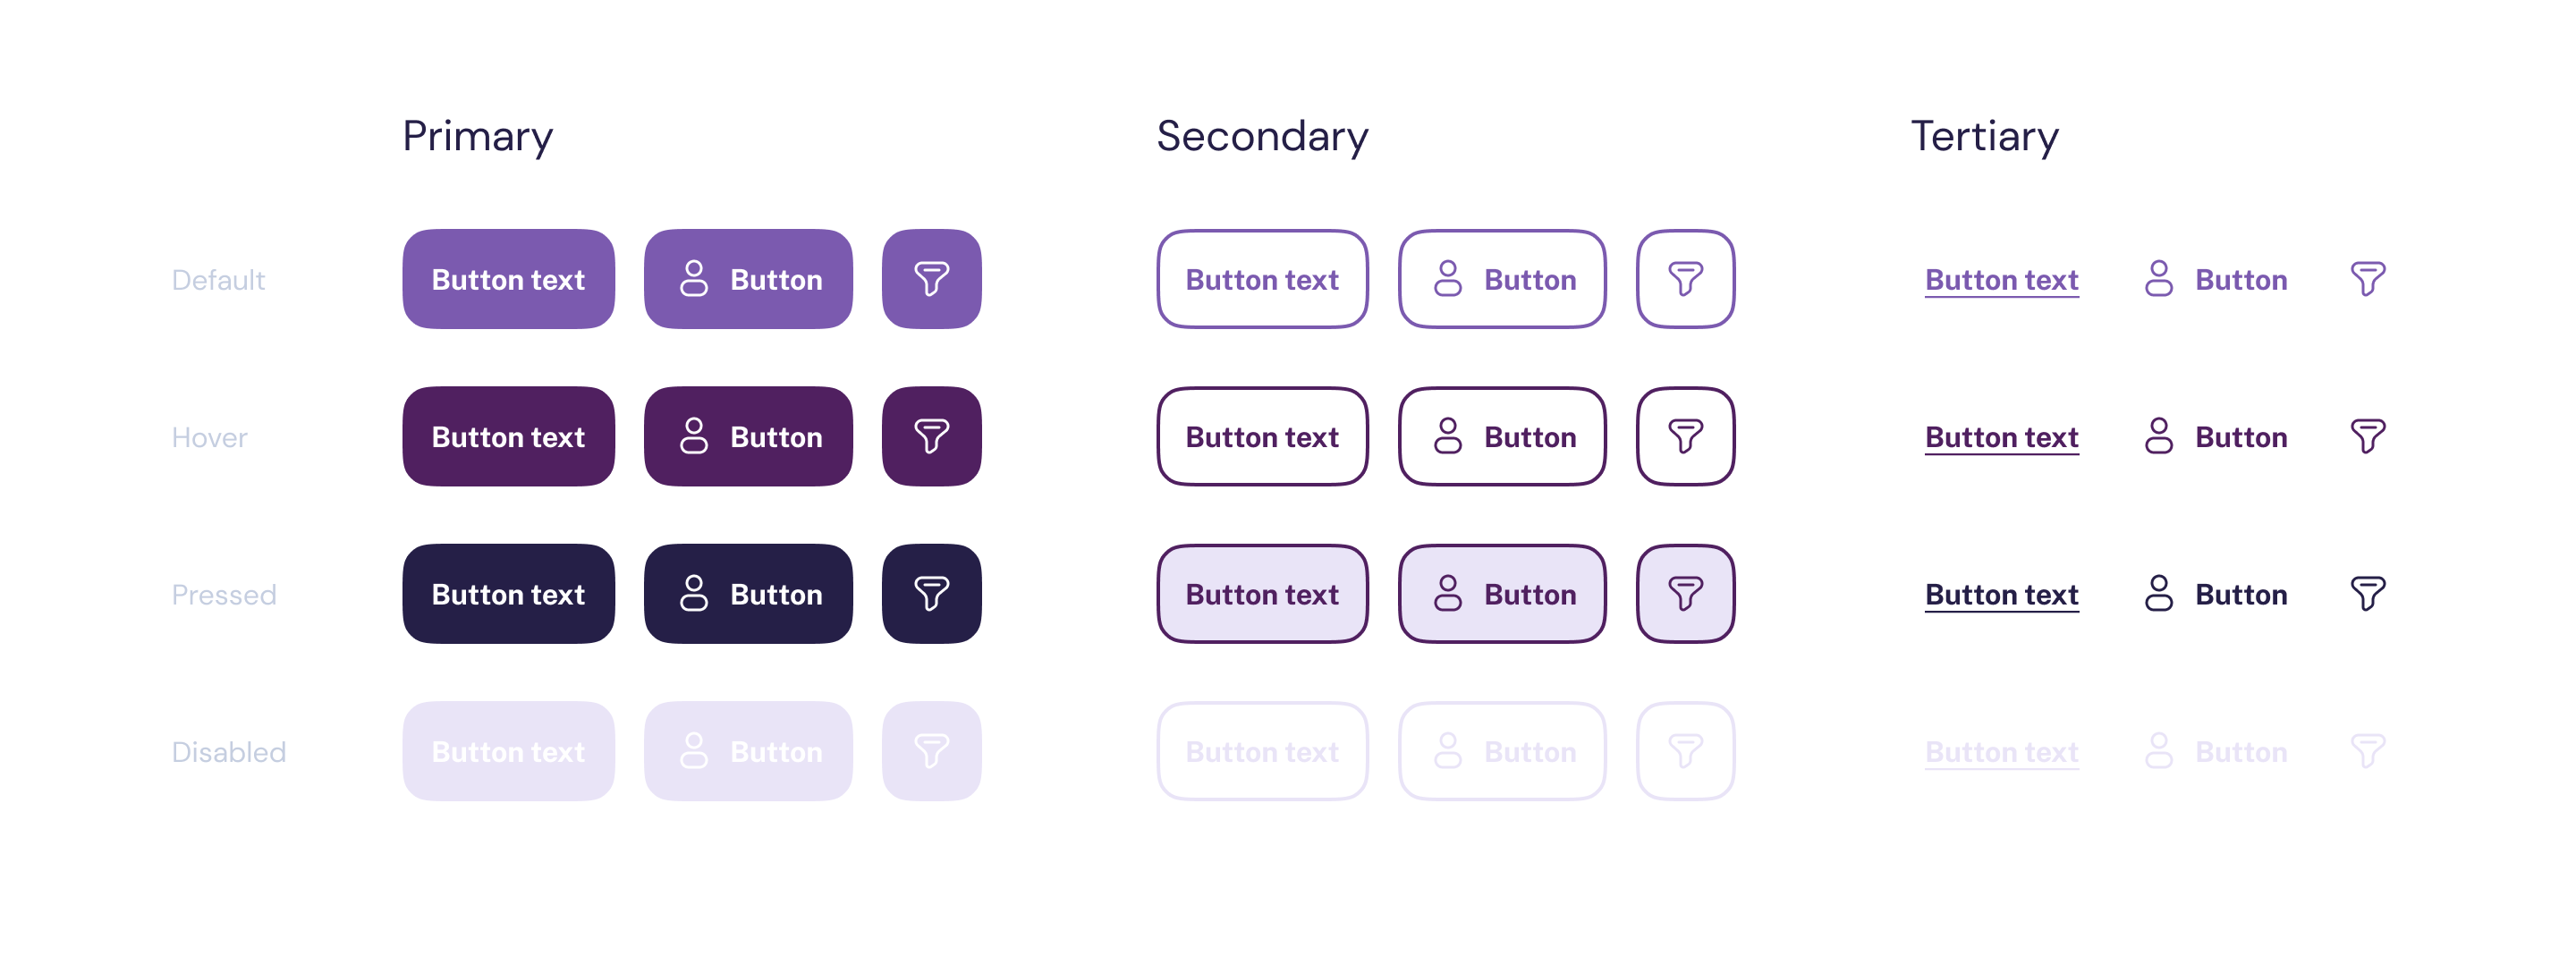 Primary Secondary Tertiary
Default Button text Button Button text Button Button text Button
Hover Button text Button Button text Button Button text Button
Pressed Button text Button Button text Button Button text Button
Disabled Button text Button Button text Button Button text Button